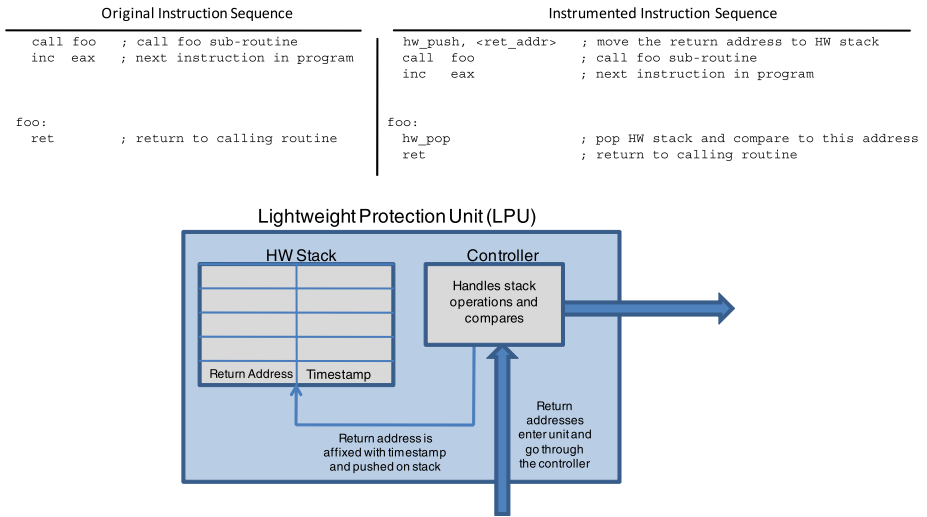 Original Instruction Sequence
call foo ; call foo sub-routine
inc eax ; next instruction in program
foo:
ret ; return to calling routine
Instrumented Instruction Sequence
hw_push, <ret_addr> ; move the return address to HW stack
call foo ; call foo sub-routine
inc eax ; next instruction in program
foo:
hw_pop ; pop HW stack and compare to this address
ret ; return to calling routine
Lightweight Protection Unit (LPU)
HW Stack
Return Address Timestamp
Controller
Handles stack
operations and
compares
Return address is
affixed with timestamp
and pushed on stack
Return
addresses
enter unit and
go through
the controller